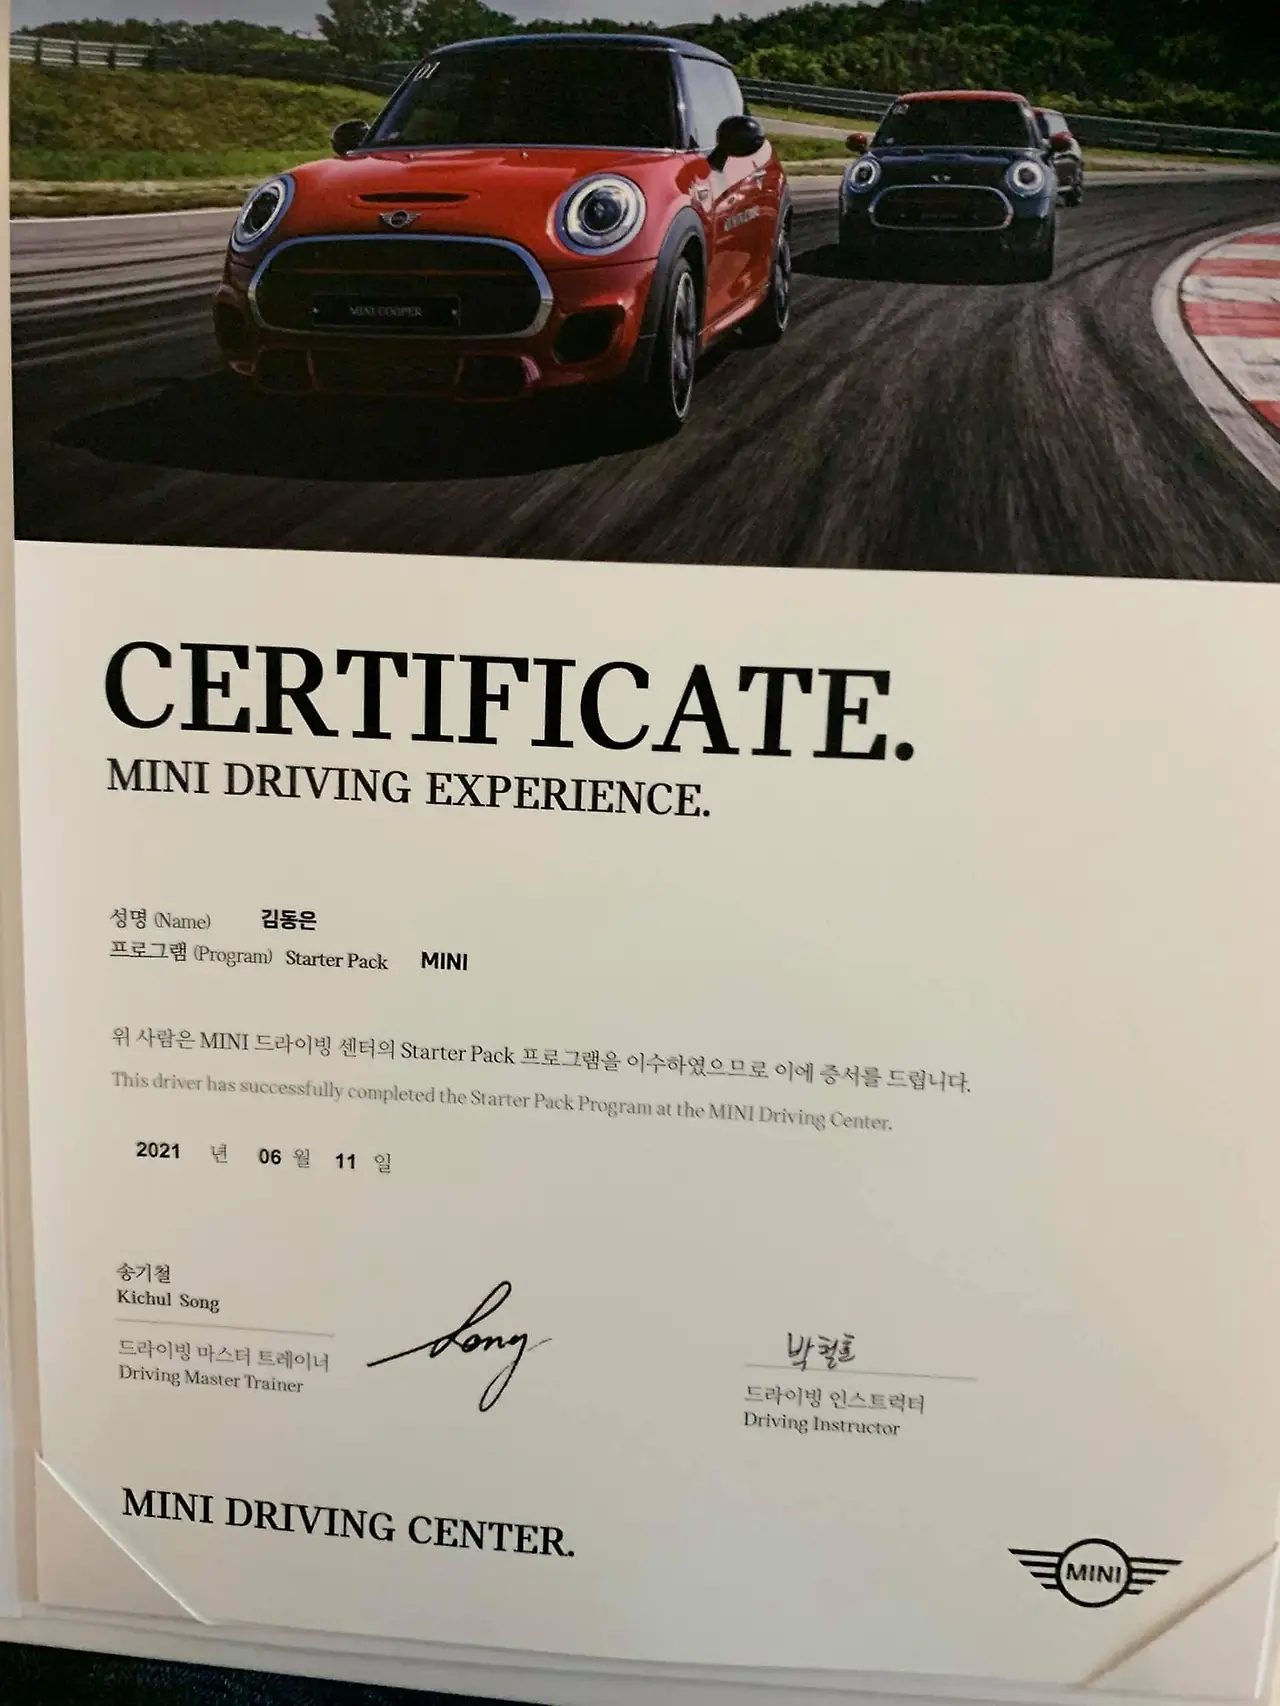 01
MINI COOPER
CERTIFICATE.
MINI DRIVING EXPERIENCE.
성명 (Name) 김동은
프로그램 (Program) Starter Pack MINI
위 사람은 MINI 드라이빙 센터의 Starter Pack 프로그램을 이수하였으므로 이에 증서를 드립니다.
This driver has successfully completed the Starter Pack Program at the MINI Driving Center.
2021 년 06 월 11 일
송기철
Kichul Song
드라이빙 마스터 트레이너
Driving Master Trainer
Song
박
드라이빙 인스트럭터
Driving Instructor
MINI DRIVING CENTER.
MINI